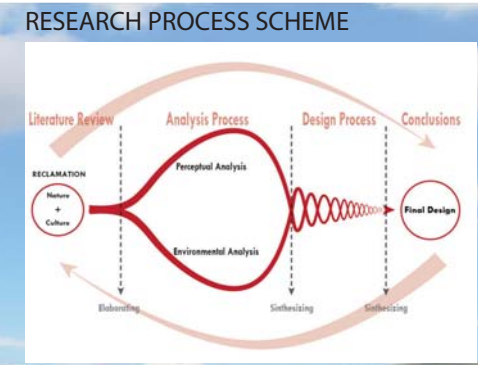 RESEARCH PROCESS SCHEME
Literature Review
Analysis Process
Design Process
Conclusions
RECLAMATION
Nature
+
Culture
Perceptual Analysis
Environmental Analysis
Final Design
Elaborating
Sinthesizing
Sinthesizing